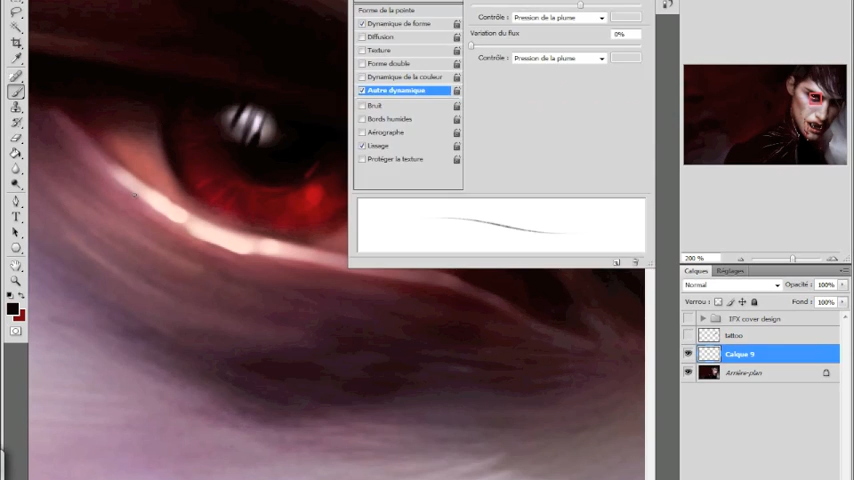 Forme de la pointe
Dynamique de forme
Diffusion
Texture
Forme double
Dynamique de la couleur
Autre dynamique
Bruit
Bords humides
Aérographe
Lissage
Protéger la texture
Contrôle : Pression de la plume
Variation du flux 0%
Contrôle : Pression de la plume
200 %
Calques Réglages
Normal Opacité : 100%
Verrou : Fond : 100%
IFX cover design
tattoo
Calque 9
Arrière-plan